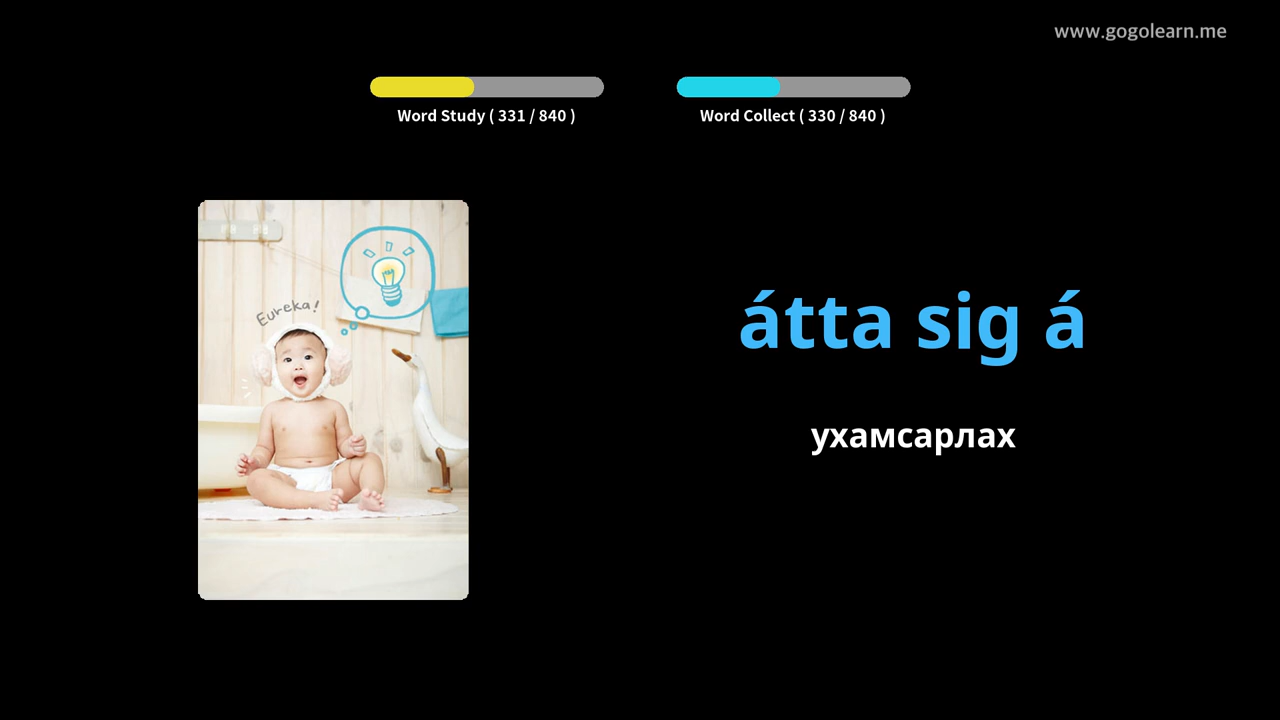 www.gogolearn.me
Word Study ( 331 / 840 )
Word Collect ( 330 / 840 )
Eureka!
átta sig á
ухамсарлах